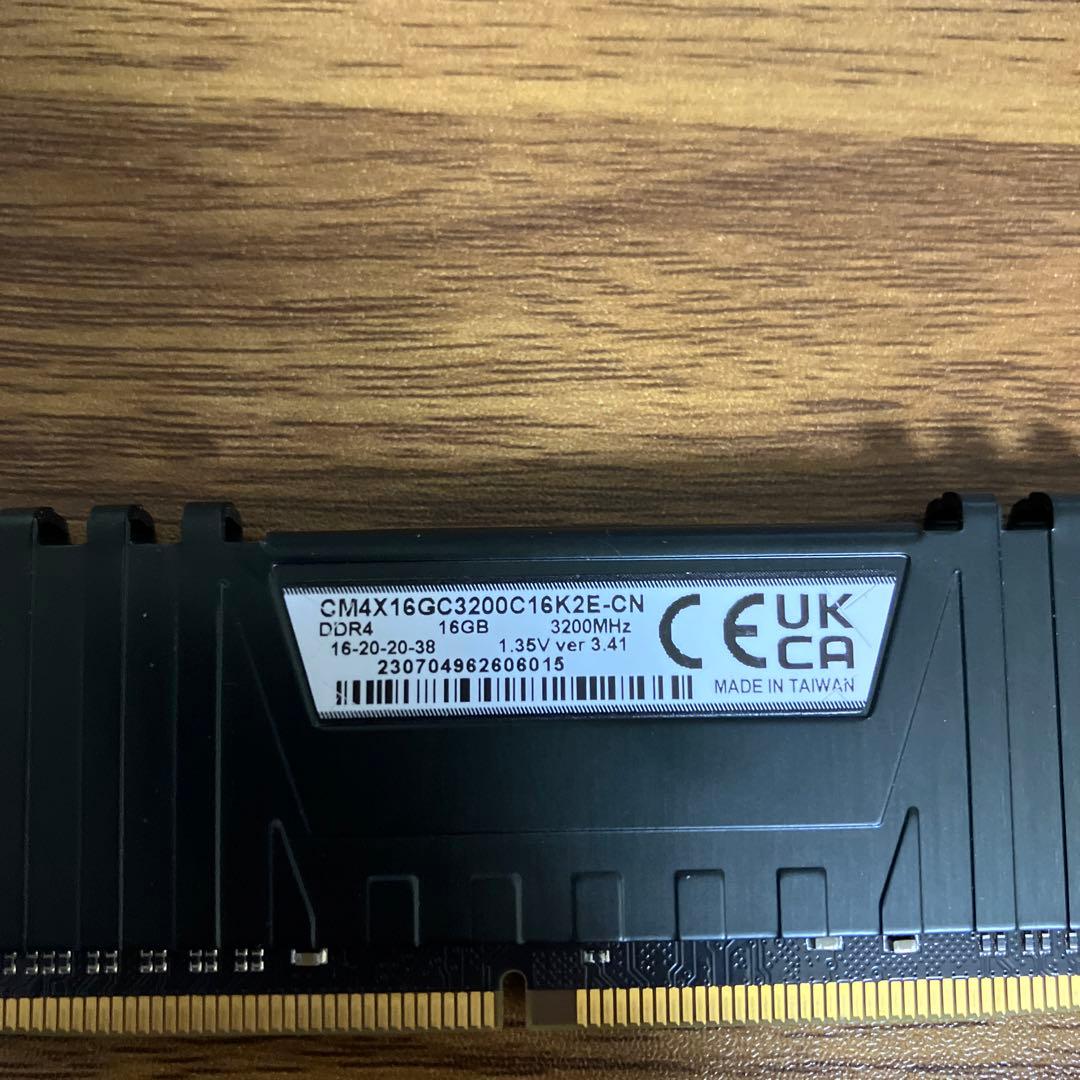 CM4X16GC3200C16K2E-CN
DDR4 16GB 3200MHz
16-20-20-38 1.35V ver 3.41
230704962606015
CE UK
CA
MADE IN TAIWAN